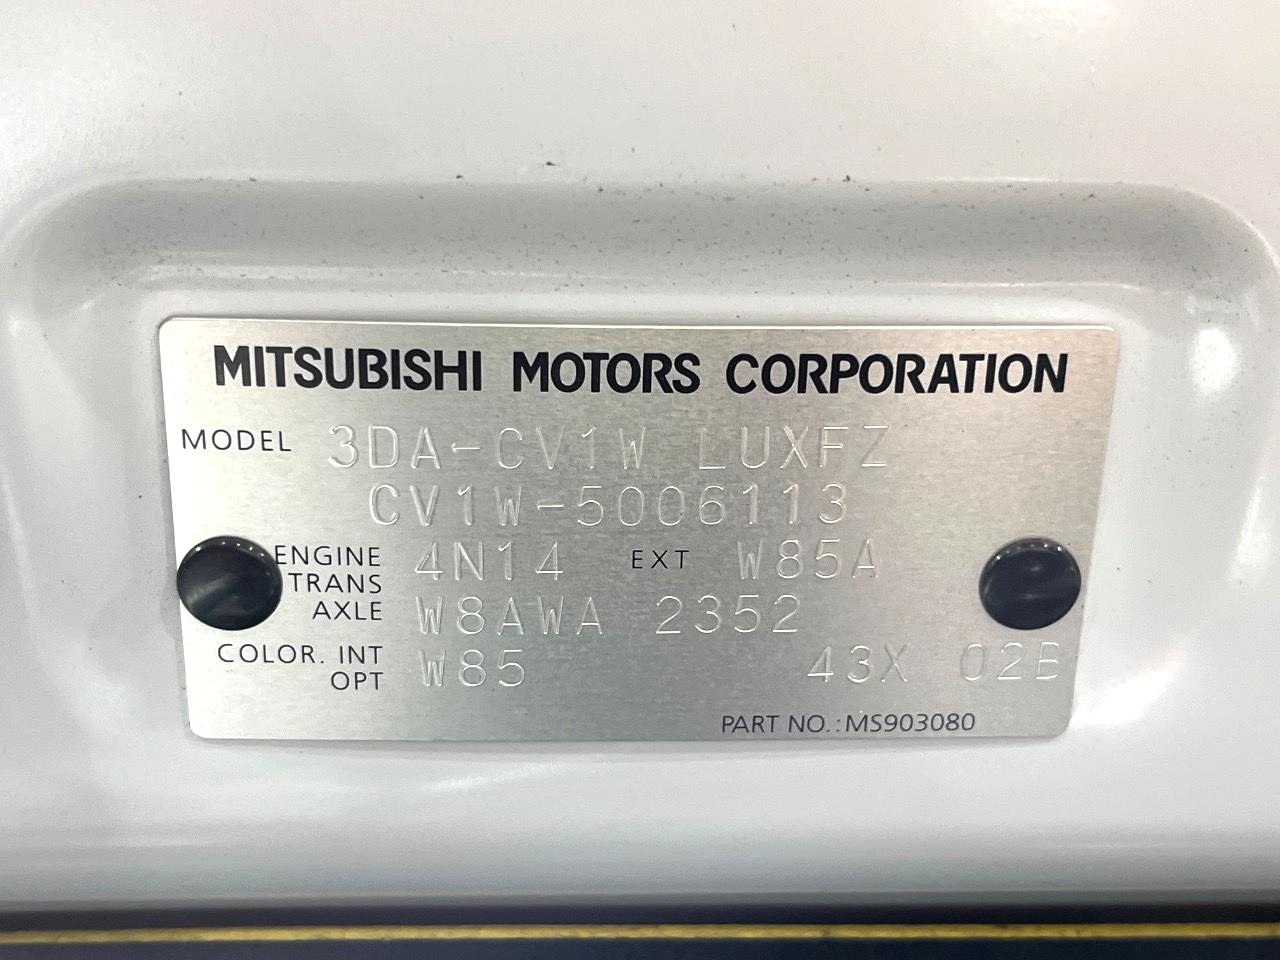 MITSUBISHI MOTORS CORPORATION
MODEL 3DA-CV1W LUXFZ
CV1W-5006113
ENGINE 4N14 EXT W85A
TRANS
AXLE W8AWA 2352
COLOR. INT W85 43X 02B
OPT
PART NO.: MS903080